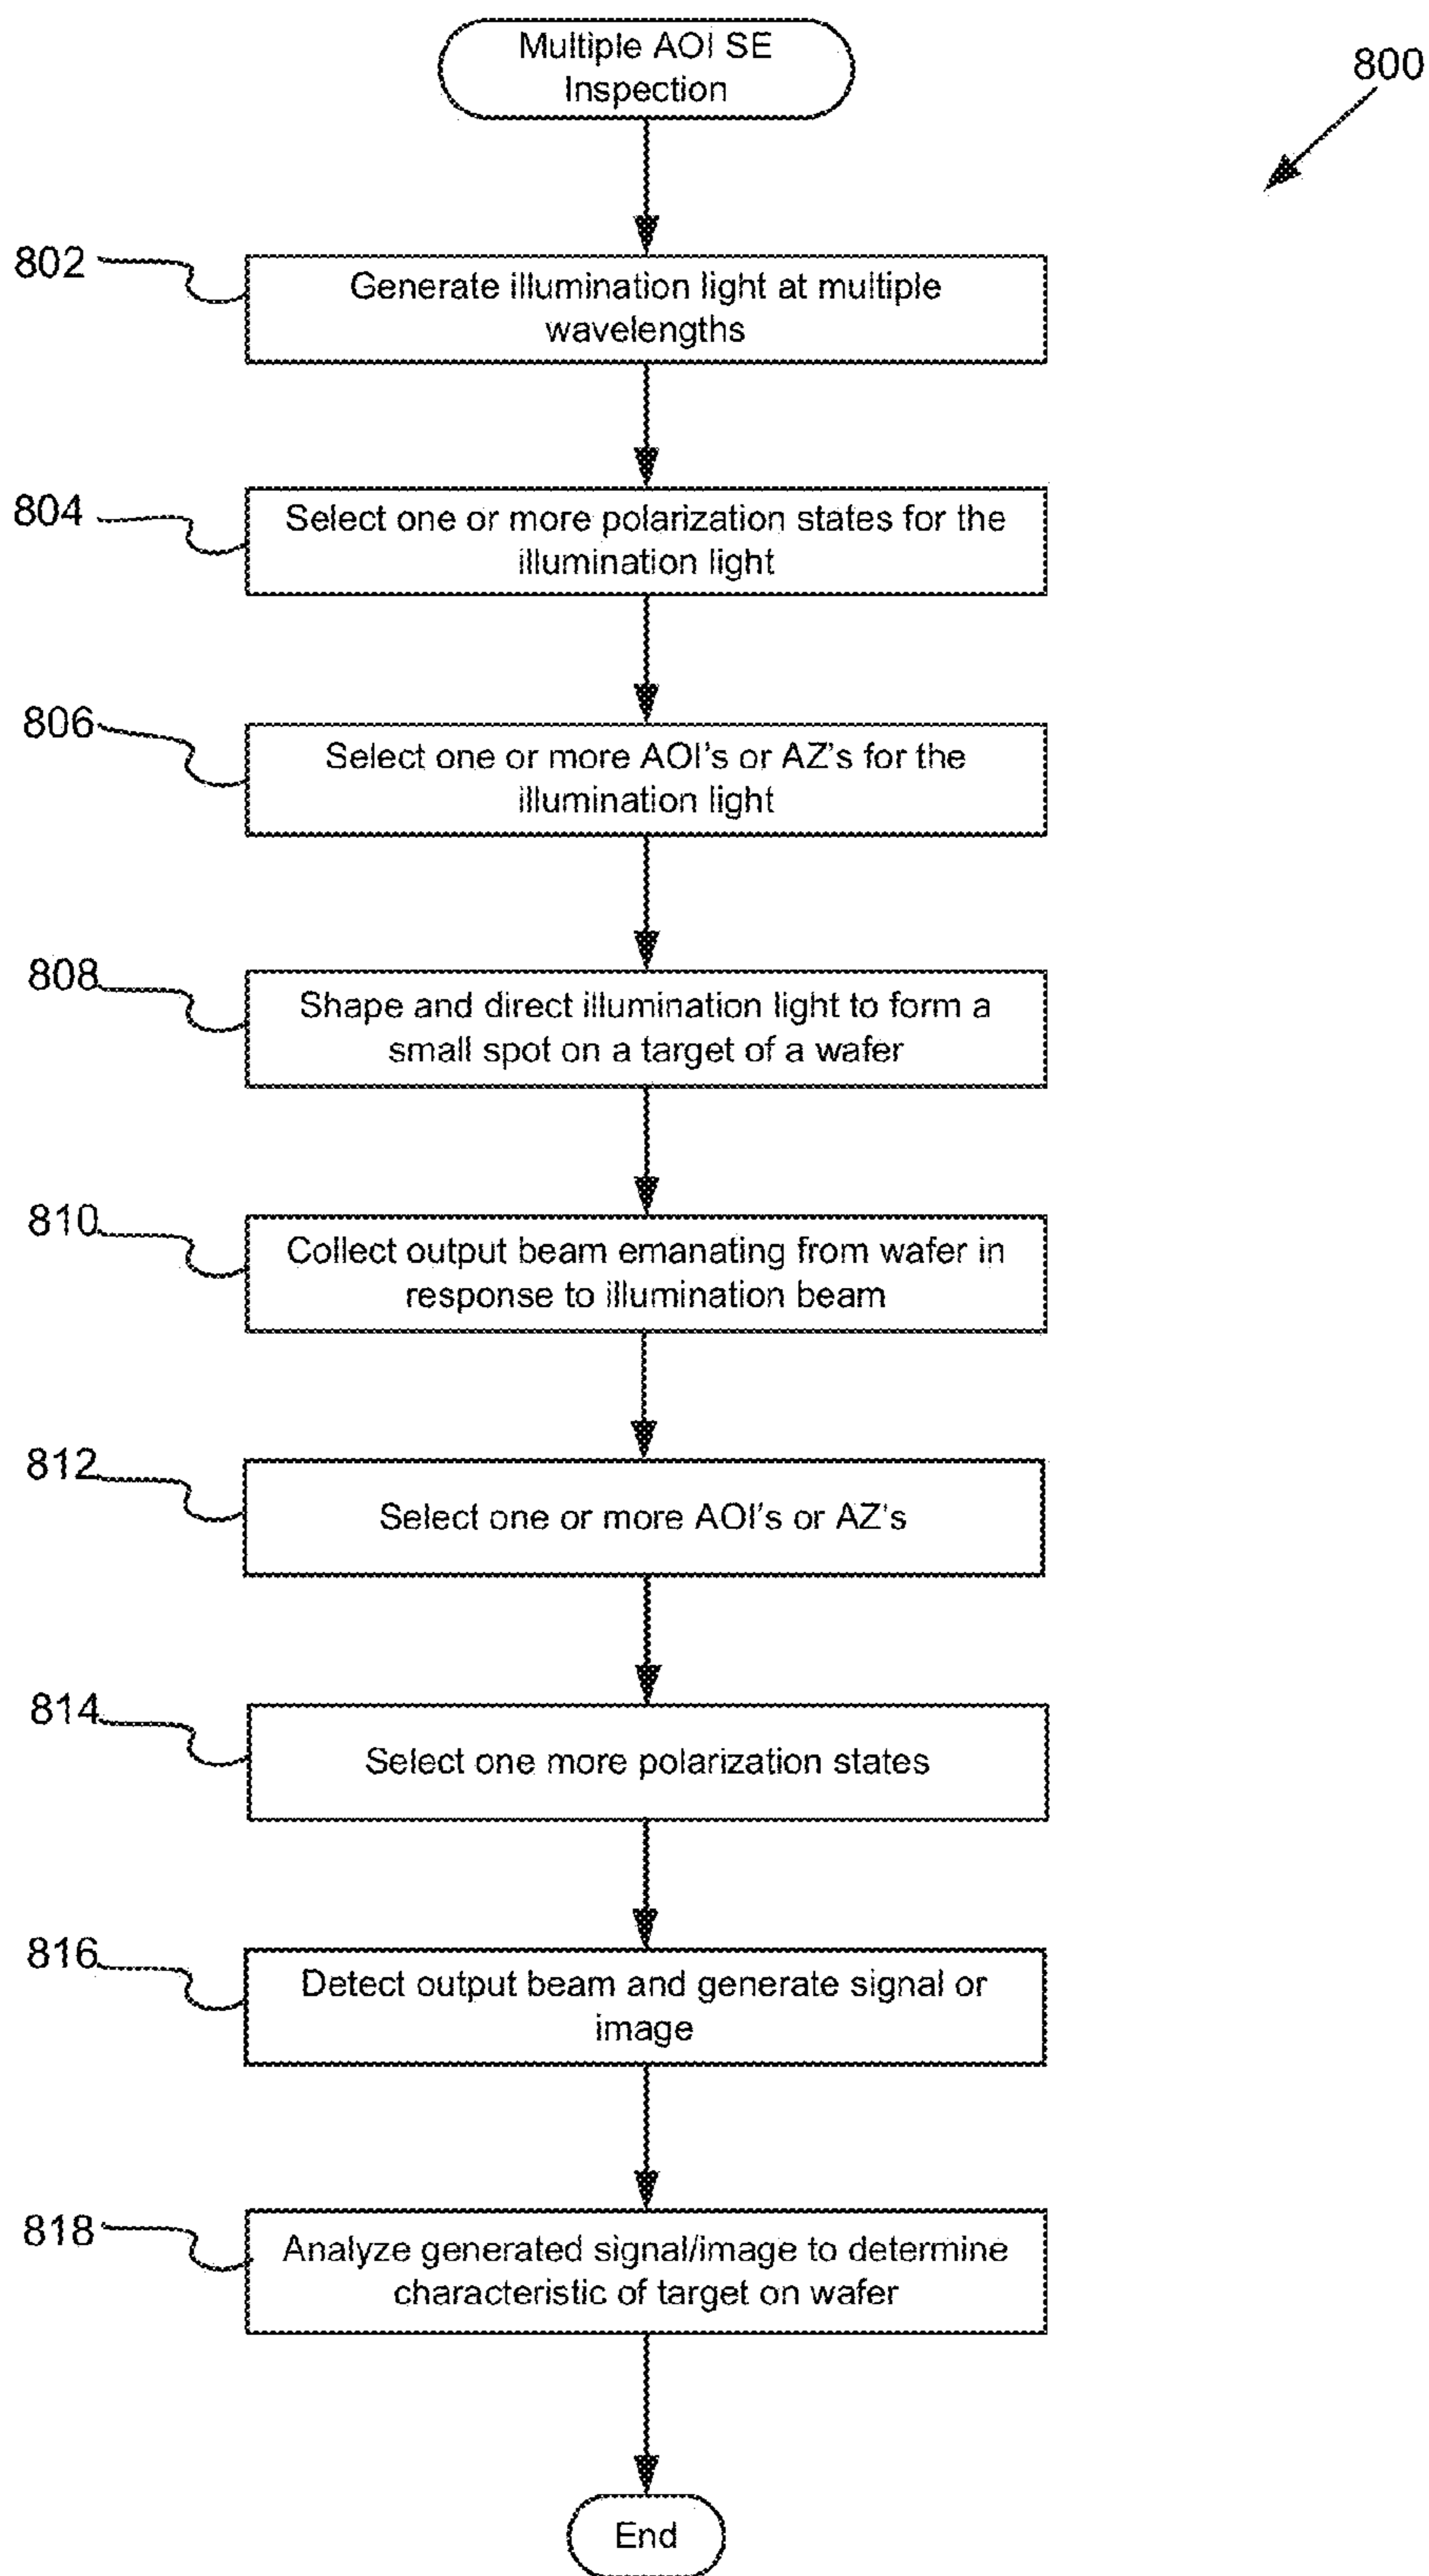 Multiple AOI SE
Inspection
800
802
Generate illumination light at multiple
wavelengths
804
Select one or more polarization states for the
illumination light
806
Select one or more AOI's or AZ's for the
illumination light
808
Shape and direct illumination light to form a
small spot on a target of a wafer
810
Collect output beam emanating from wafer in
response to illumination beam
812
Select one or more AOI's or AZ's
814
Select one more polarization states
816
Detect output beam and generate signal or
image
818
Analyze generated signal/image to determine
characteristic of target on wafer
End